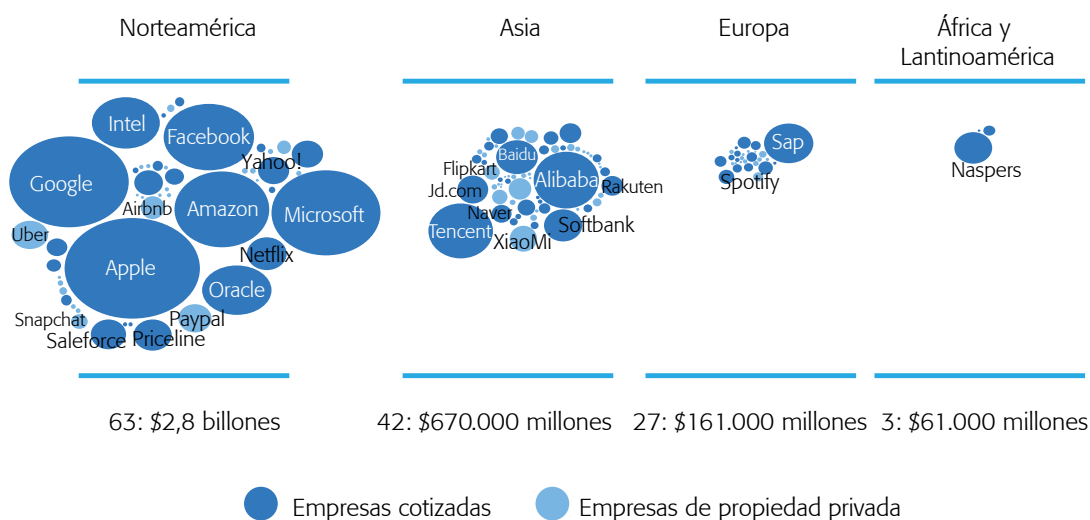 Norteamérica
Asia
Europa
África y
Lantinoamérica
Intel
Facebook
Yahoo!
Google
Airbnb
Amazon
Microsoft
Uber
Apple
Netflix
Oracle
Snapchat
Paypal
Saleforce
Priceline
Baidu
Flipkart
Alibaba
Jd.com
Rakuten
Naver
Tencent
Softbank
XiaoMi
Sap
Spotify
Naspers
63: $2,8 billones
42: $670.000 millones
27: $161.000 millones
3: $61.000 millones
Empresas cotizadas
Empresas de propiedad privada